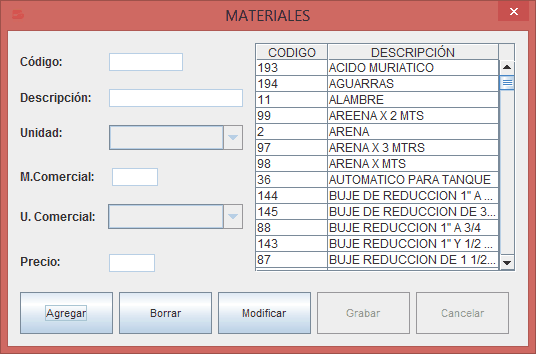 MATERIALES
Código:
Descripción:
Unidad:
M.Comercial:
U. Comercial:
Precio:
CODIGO DESCRIPCIÓN
193 ACIDO MURIATICO
194 AGUARRAS
11 ALAMBRE
99 AREENA X 2 MTS
2 ARENA
97 ARENA X 3 MTRS
98 ARENA X MTS
36 AUTOMATICO PARA TANQUE
144 BUJE DE REDUCCION 1" A ...
145 BUJE DE REDUCCION DE 3...
88 BUJE REDUCCION 1" A 3/4
143 BUJE REDUCCION 1" Y 1/2 ...
87 BUJE REDUCCION DE 1 1/2...
Agregar Borrar Modificar Grabar Cancelar